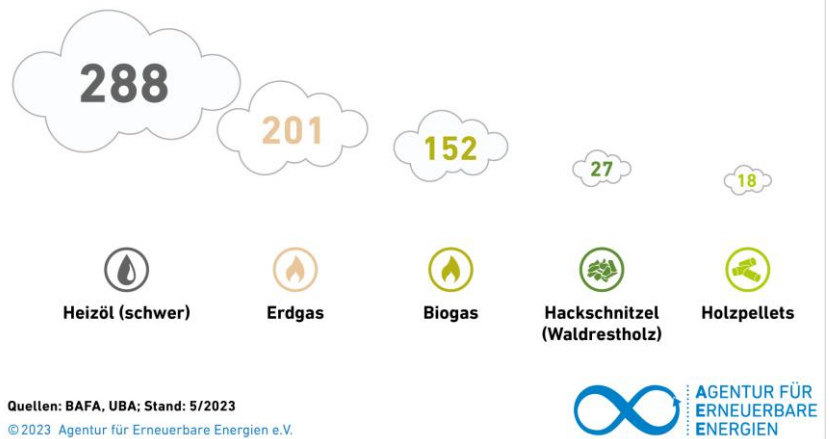 288
201
152
27
18
Heizöl (schwer)
Erdgas
Biogas
Hackschnitzel
(Waldrestholz)
Holzpellets
Quellen: BAFA, UBA; Stand: 5/2023
© 2023 Agentur für Erneuerbare Energien e.V.
AGENTUR FÜR
ERNEUERBARE
ENERGIEN